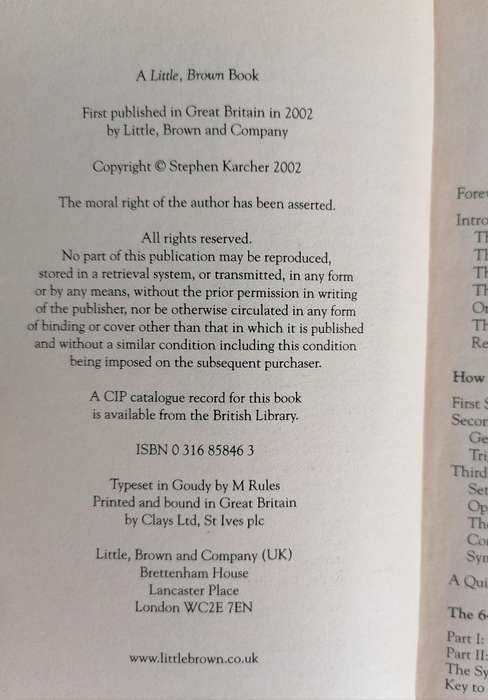 A Little, Brown Book
First published in Great Britain in 2002
by Little, Brown and Company
Copyright © Stephen Karcher 2002
The moral right of the author has been asserted.
All rights reserved.
No part of this publication may be reproduced,
stored in a retrieval system, or transmitted, in any form
or by any means, without the prior permission in writing
of the publisher, nor be otherwise circulated in any form
of binding or cover other than that in which it is published
and without a similar condition including this condition
being imposed on the subsequent purchaser.
A CIP catalogue record for this book
is available from the British Library.
ISBN 0 316 85846 3
Typeset in Goudy by M Rules
Printed and bound in Great Britain
by Clays Ltd, St Ives plc
Little, Brown and Company (UK)
Brettenham House
Lancaster Place
London WC2E 7EN
www.littlebrown.co.uk
How
First
Third
A
The
Part I:
Part II:
The
Key to